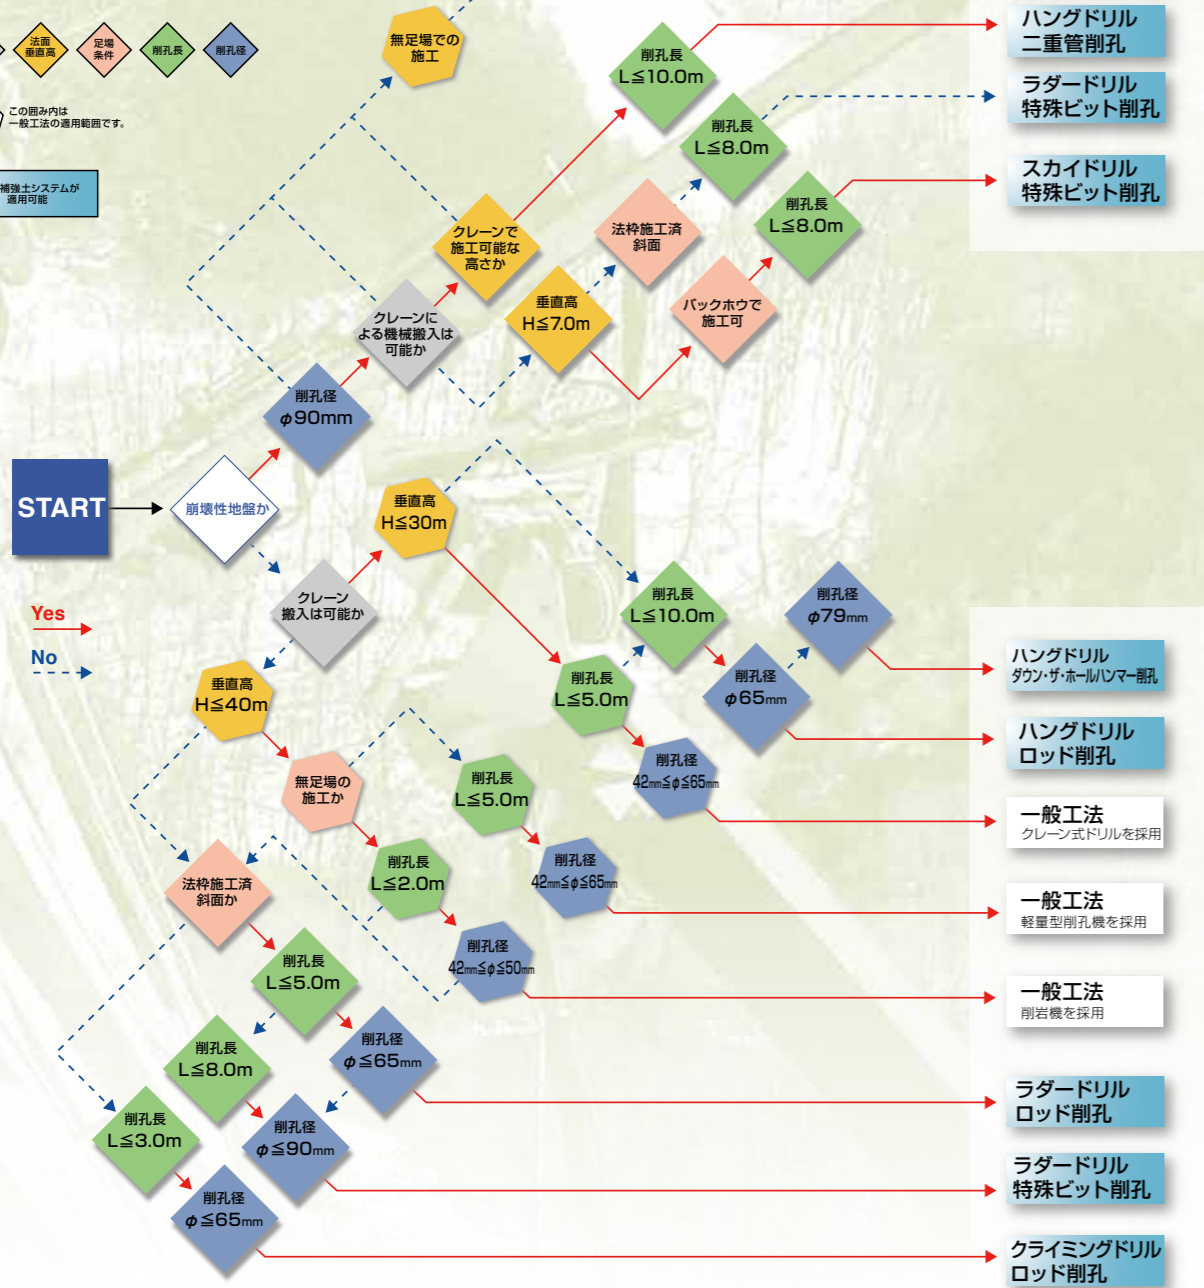 法面
垂直高
足場
条件
削孔長
削孔径
この囲み内は
一般工法の適用範囲です。
補強土システムが
適用可能
無足場での
施工
削孔長
L≦10.0m
ハングドリル
二重管削孔
削孔長
L≦8.0m
ラダードリル
特殊ビット削孔
削孔長
L≦8.0m
スカイドリル
特殊ビット削孔
クレーンで
施工可能な
高さか
法枠施工済
斜面
クレーンに
よる機械搬入は
可能か
垂直高
H≦7.0m
バックホウで
施工可
削孔径
φ90mm
START
崩壊性地盤か
垂直高
H≦30m
クレーン
搬入は可能か
Yes
No
削孔長
L≦10.0m
削孔径
φ79mm
垂直高
H≦40m
削孔長
L≦5.0m
削孔径
φ65mm
ハングドリル
ダウン・ザ・ホールハンマー削孔
ハングドリル
ロッド削孔
無足場の
施工か
削孔長
L≦5.0m
削孔径
42mm≦φ≦65mm
一般工法
クレーン式ドリルを採用
法枠施工済
斜面か
削孔長
L≦2.0m
削孔径
42mm≦φ≦65mm
一般工法
軽量型削孔機を採用
削孔長
L≦5.0m
削孔径
42mm≦φ≦50mm
一般工法
削岩機を採用
削孔長
L≦8.0m
削孔径
φ≦65mm
ラダードリル
ロッド削孔
削孔長
L≦3.0m
削孔径
φ≦90mm
ラダードリル
特殊ビット削孔
削孔径
φ≦65mm
クライミングドリル
ロッド削孔